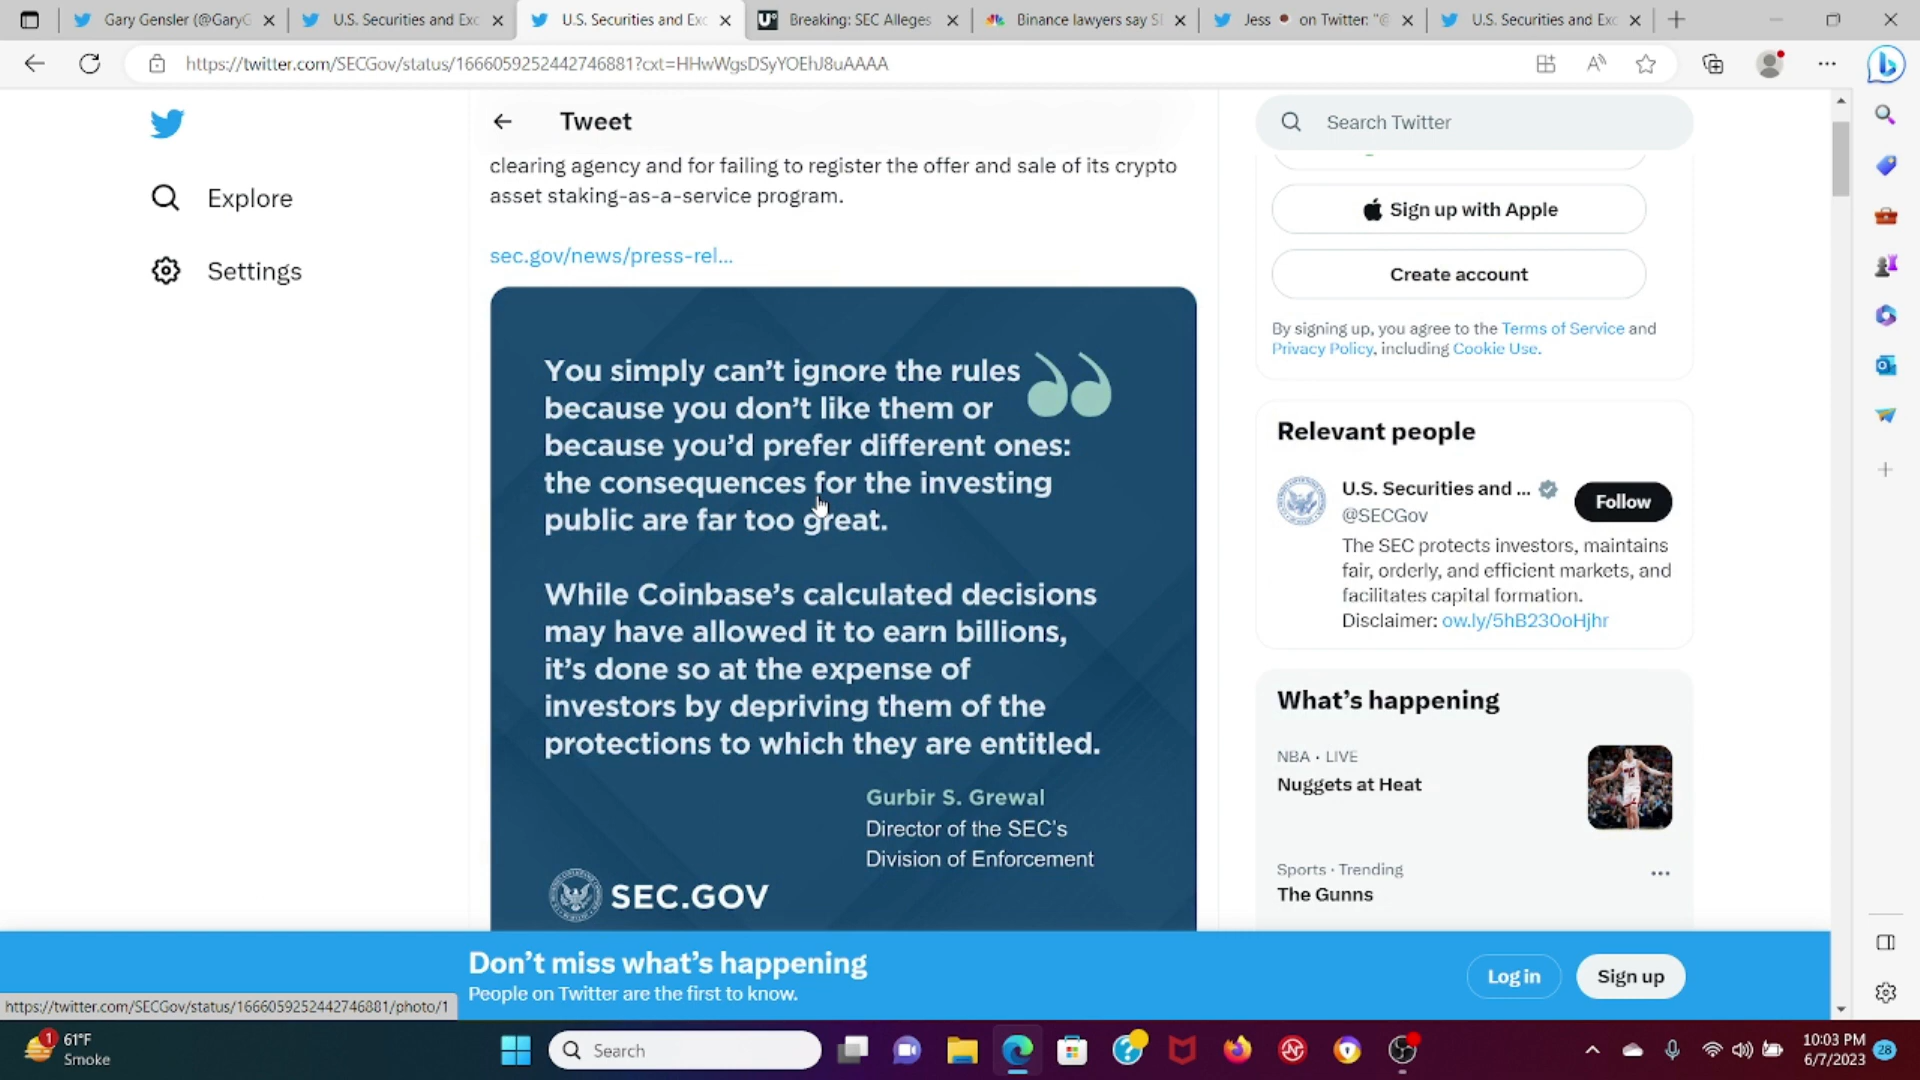 Gary Gensler (@GaryG
U.S. Securities and Exc
U.S. Securities and Exc
Breaking: SEC Alleges
Binance lawyers say S
Jess on Twitter: "@
U.S. Securities and Exc
https://twitter.com/SECGov/status/1666059252442746881?cxt=HHwWgsDSyYOEhJ8uAAAA
Explore
Settings
Tweet
clearing agency and for failing to register the offer and sale of its crypto
asset staking-as-a-service program.
sec.gov/news/press-rel...
You simply can't ignore the rules
because you don't like them or
because you'd prefer different ones:
the consequences for the investing
public are far too great.
While Coinbase's calculated decisions
may have allowed it to earn billions,
it's done so at the expense of
investors by depriving them of the
protections to which they are entitled.
Gurbir S. Grewal
Director of the SEC's
Division of Enforcement
SEC.GOV
Search Twitter
Sign up with Apple
Create account
By signing up, you agree to the Terms of Service and
Privacy Policy, including Cookie Use.
Relevant people
U.S. Securities and ...
Follow
@SECGov
The SEC protects investors, maintains
fair, orderly, and efficient markets, and
facilitates capital formation.
Disclaimer: ow.ly/5hB230oHjhr
What's happening
NBA · LIVE
Nuggets at Heat
Sports · Trending
The Gunns
Don't miss what's happening
People on Twitter are the first to know.
Log in
Sign up
https://twitter.com/SECGov/status/1666059252442746881/photo/1
1
61°F
Smoke
Search
10:03 PM
6/7/2023
28